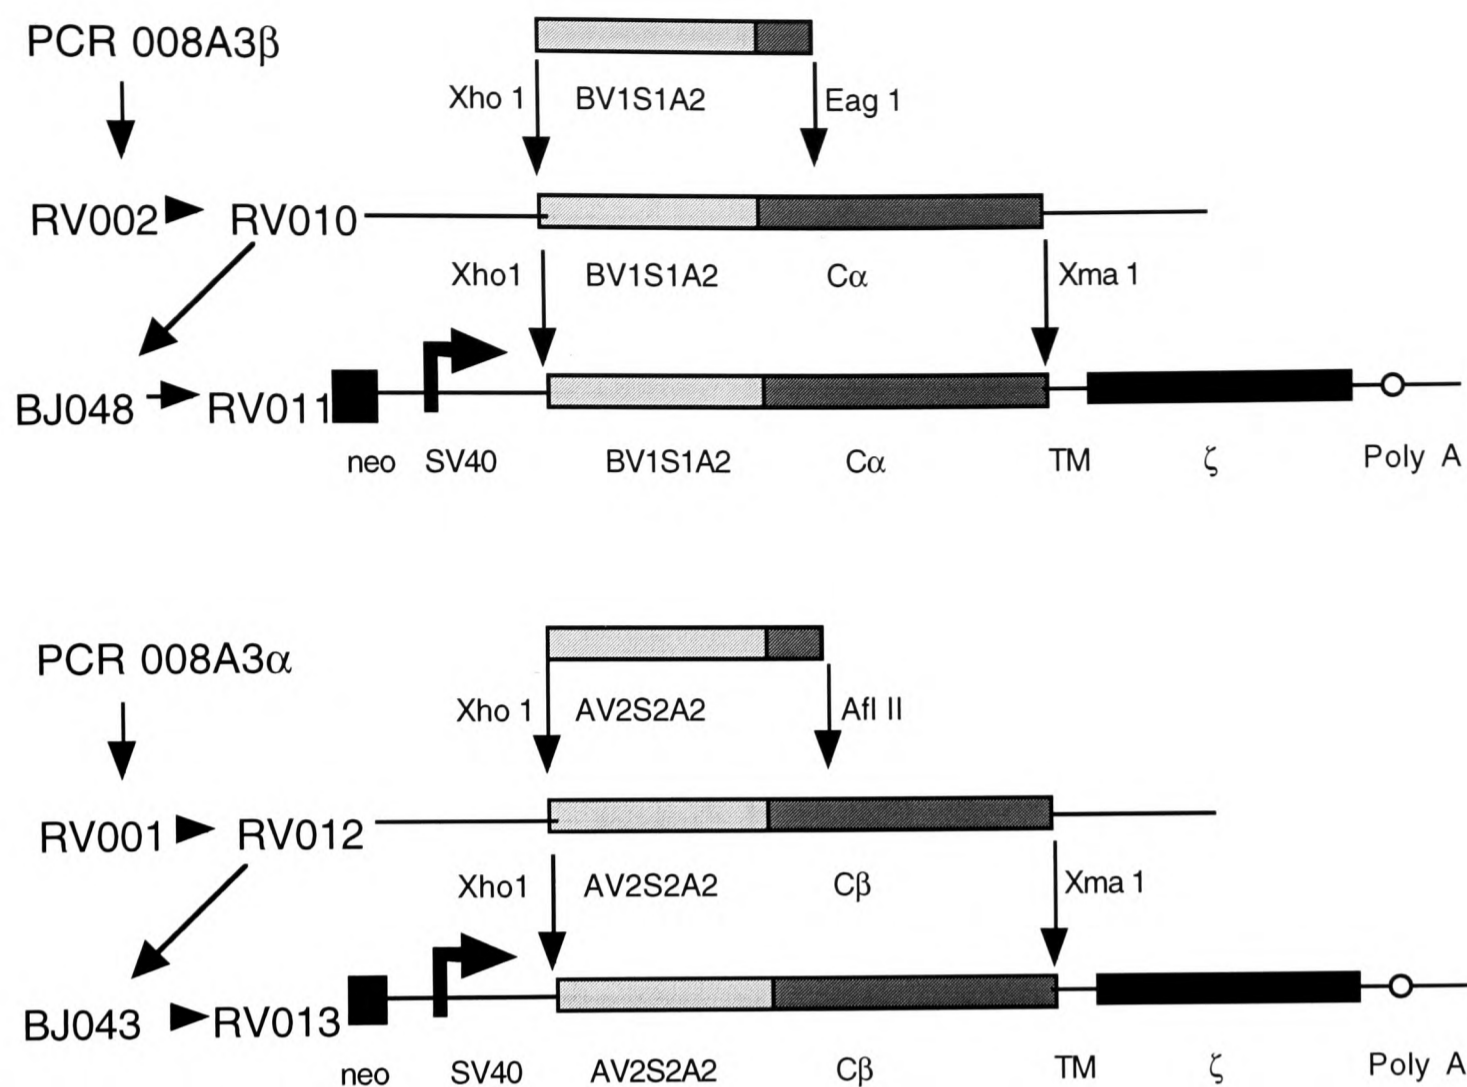 PCR 008A3β
Xho 1 BV1S1A2 Eag 1
RV002 RV010
Xho1 BV1S1A2 Cα Xma 1
BJ048 RV011
neo SV40 BV1S1A2 Cα TM ζ Poly A
PCR 008A3α
Xho 1 AV2S2A2 Afl II
RV001 RV012
Xho1 AV2S2A2 Cβ Xma 1
BJ043 RV013
neo SV40 AV2S2A2 Cβ TM ζ Poly A